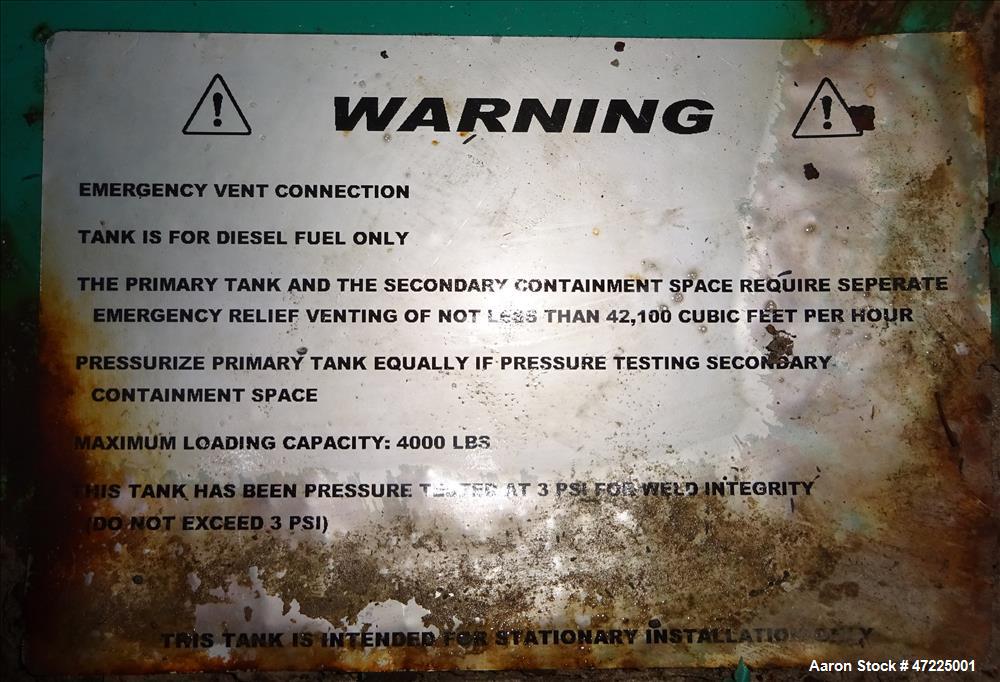 WARNING
EMERGENCY VENT CONNECTION
TANK IS FOR DIESEL FUEL ONLY
THE PRIMARY TANK AND THE SECONDARY CONTAINMENT SPACE REQUIRE SEPERATE
EMERGENCY RELIEF VENTING OF NOT LESS THAN 42,100 CUBIC FEET PER HOUR
PRESSURIZE PRIMARY TANK EQUALLY IF PRESSURE TESTING SECONDARY
CONTAINMENT SPACE
MAXIMUM LOADING CAPACITY: 4000 LBS
THIS TANK HAS BEEN PRESSURE TESTED AT 3 PSI FOR WELD INTEGRITY
(DO NOT EXCEED 3 PSI)
THIS TANK IS INTENDED FOR STATIONARY INSTALLATION ONLY
Aaron Stock # 47225001